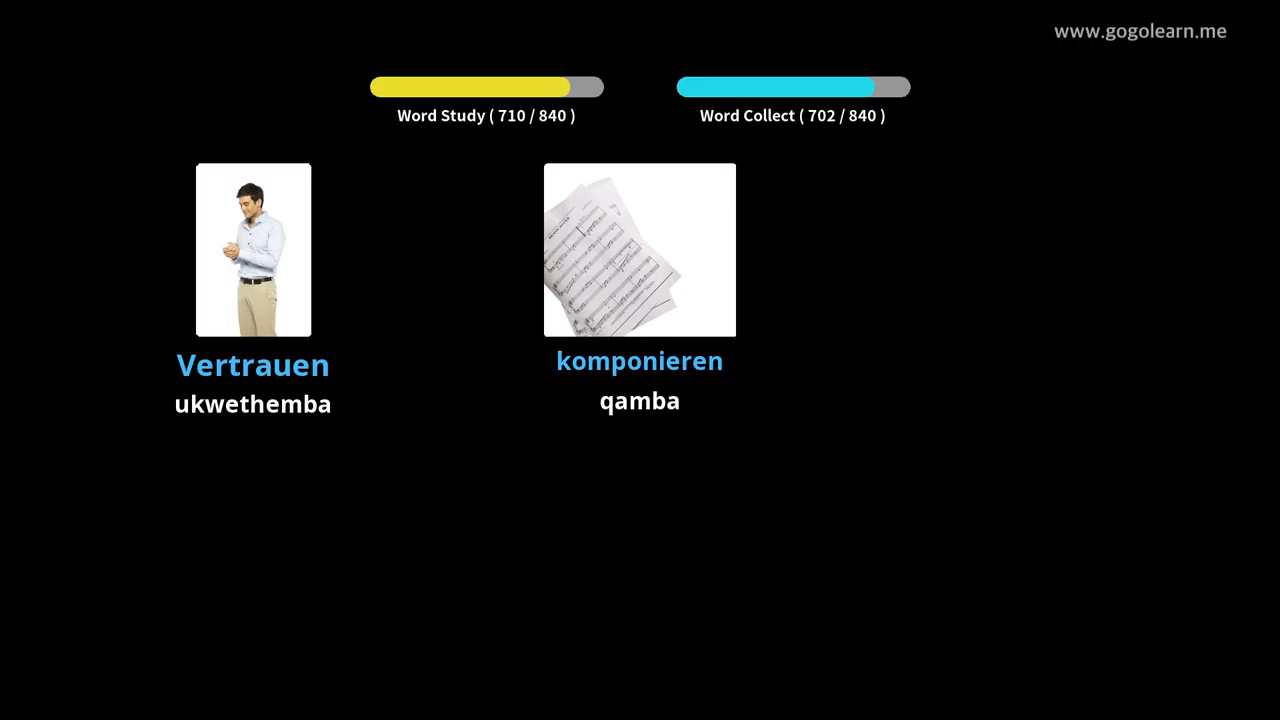 www.gogolearn.me
Word Study ( 710 / 840 )
Word Collect ( 702 / 840 )
Vertrauen
ukwethemba
komponieren
qamba